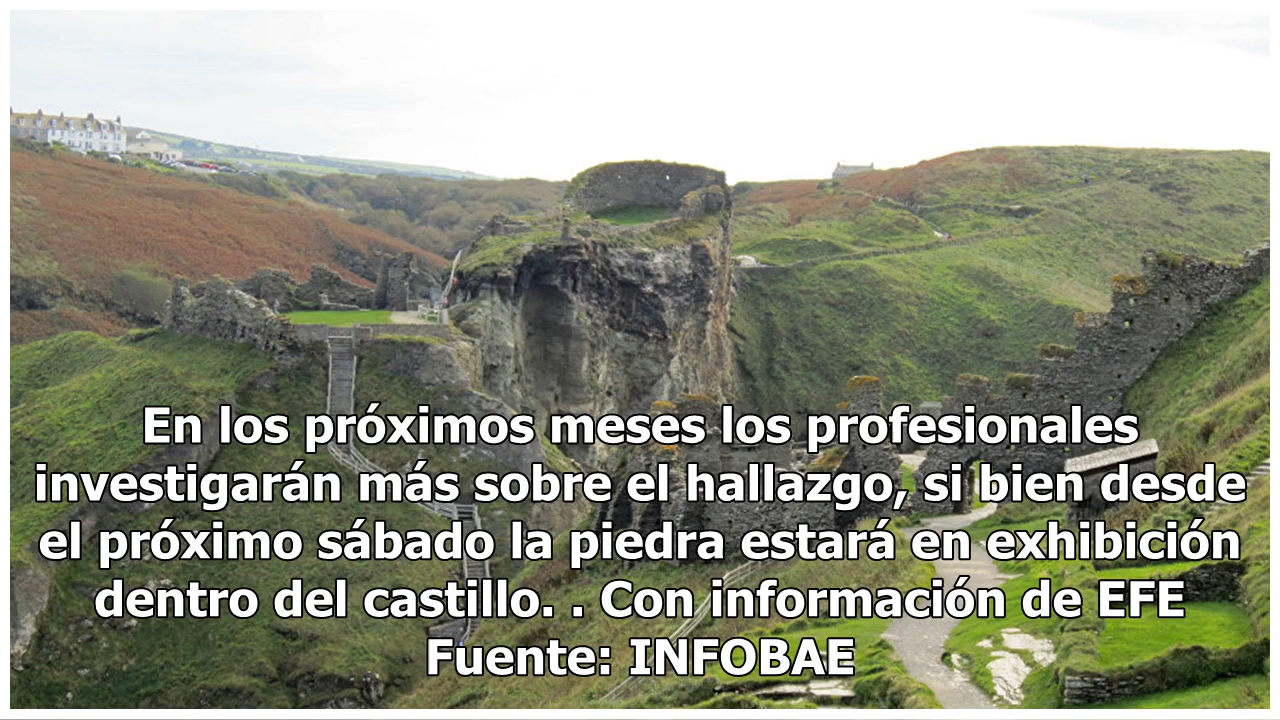 En los próximos meses los profesionales
investigarán más sobre el hallazgo, si bien desde
el próximo sábado la piedra estará en exhibición
dentro del castillo. . Con información de EFE
Fuente: INFOBAE